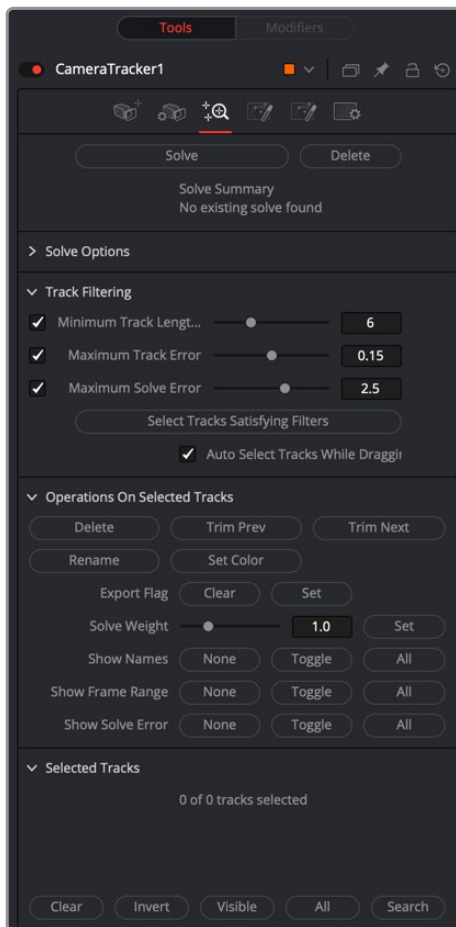 Tools Modifiers
CameraTracker1
Solve Delete
Solve Summary
No existing solve found
Solve Options
Track Filtering
Minimum Track Lengt... 6
Maximum Track Error 0.15
Maximum Solve Error 2.5
Select Tracks Satisfying Filters
Auto Select Tracks While Draggir
Operations On Selected Tracks
Delete Trim Prev Trim Next
Rename Set Color
Export Flag Clear Set
Solve Weight 1.0 Set
Show Names None Toggle All
Show Frame Range None Toggle All
Show Solve Error None Toggle All
Selected Tracks
0 of 0 tracks selected
Clear Invert Visible All Search